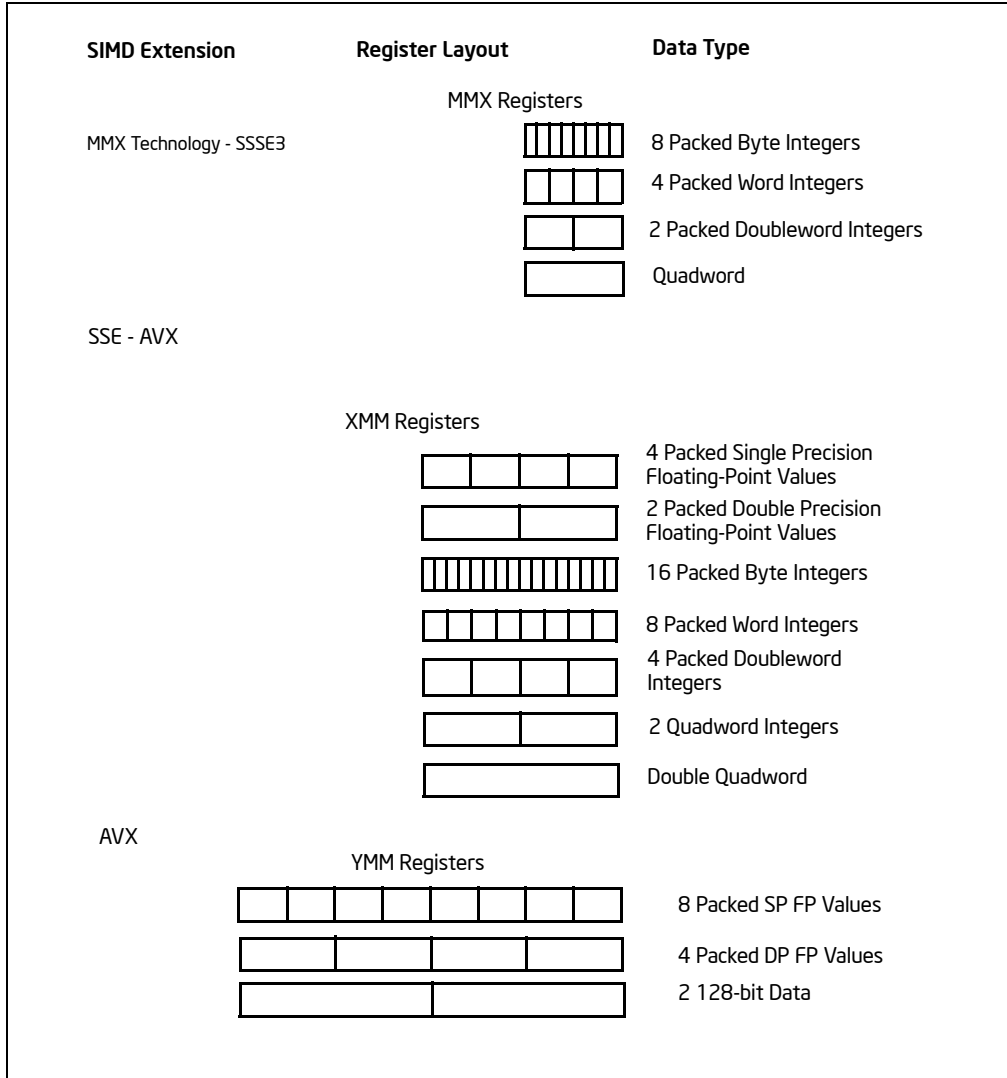 SIMD Extension Register Layout Data Type
MMX Registers
MMX Technology - SSSE3 8 Packed Byte Integers
4 Packed Word Integers
2 Packed Doubleword Integers
Quadword
SSE - AVX
XMM Registers
4 Packed Single Precision
Floating-Point Values
2 Packed Double Precision
Floating-Point Values
16 Packed Byte Integers
8 Packed Word Integers
4 Packed Doubleword
Integers
2 Quadword Integers
Double Quadword
AVX
YMM Registers
8 Packed SP FP Values
4 Packed DP FP Values
2 128-bit Data